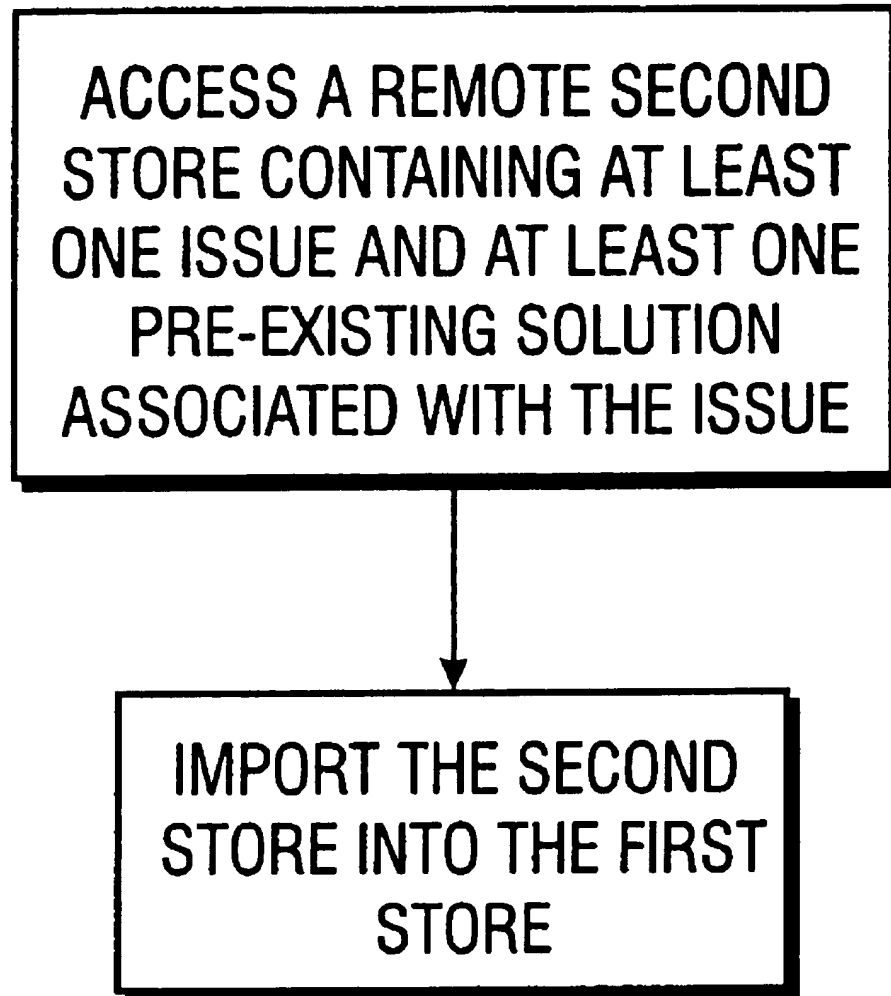 ACCESS A REMOTE SECOND
STORE CONTAINING AT LEAST
ONE ISSUE AND AT LEAST ONE
PRE-EXISTING SOLUTION
ASSOCIATED WITH THE ISSUE
IMPORT THE SECOND
STORE INTO THE FIRST
STORE